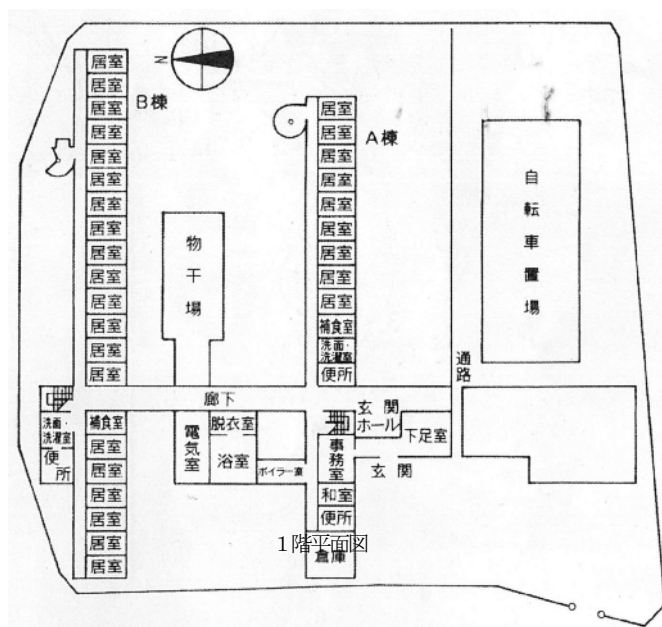 N
居室
居室
居室
居室
居室
居室
居室
居室
居室
居室
居室
居室
居室
居室
B棟
物干場
居室
居室
居室
居室
居室
居室
居室
居室
居室
補食室
洗面・
洗濯室
便所
A棟
自転車置場
通路
廊下
洗面・
洗濯室
便所
補食室
居室
居室
居室
居室
居室
居室
電気室
脱衣室
浴室
ボイラー室
事務室
和室
便所
倉庫
玄関
ホール
下足室
玄関
1階平面図